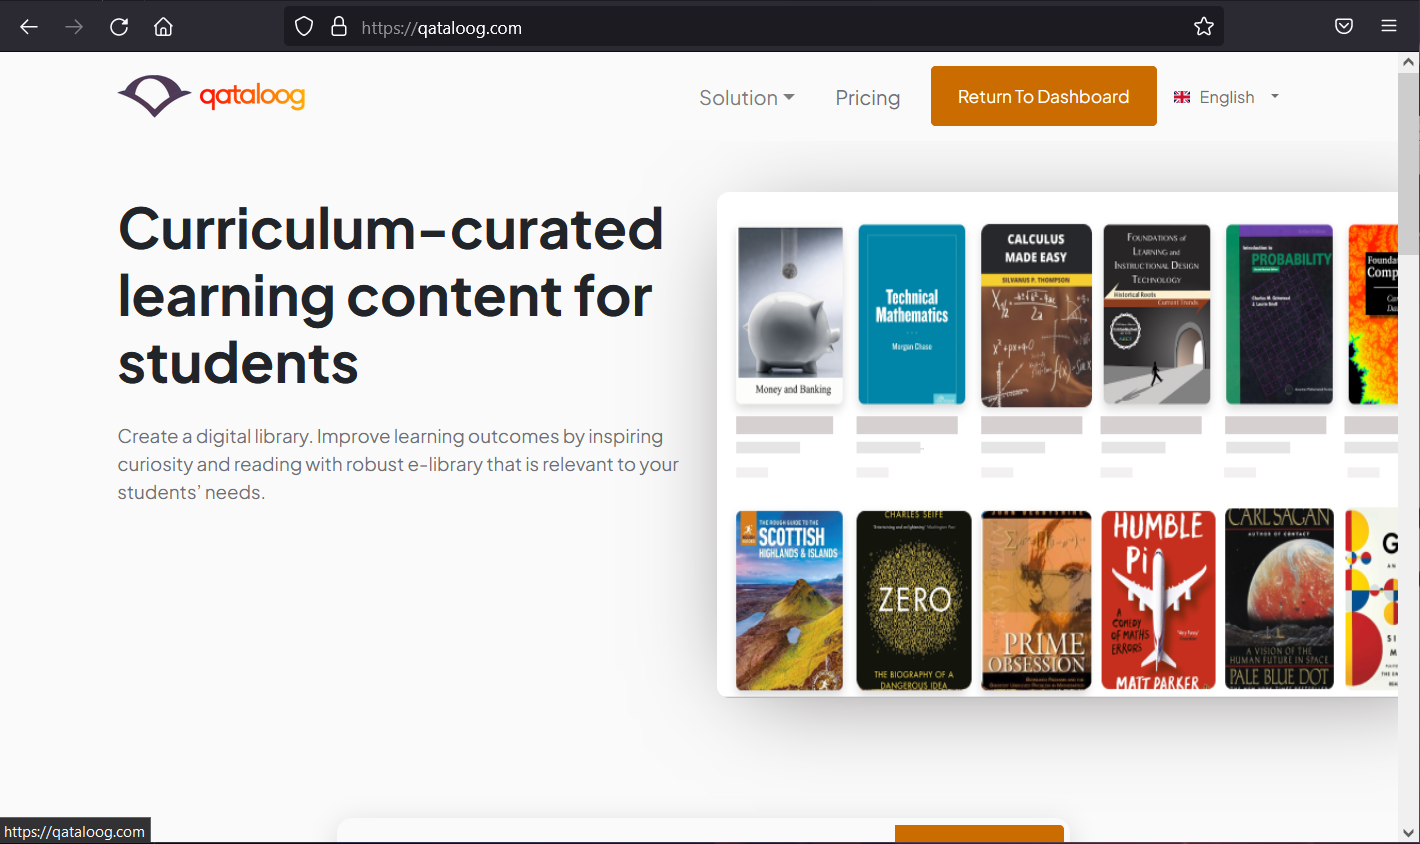 https://qataloog.com
qataloog
Solution
Pricing
Return To Dashboard
English
Curriculum-curated
learning content for
students
Create a digital library. Improve learning outcomes by inspiring
curiosity and reading with robust e-library that is relevant to your
students’ needs.
Money and Banking
Technical
Mathematics
Morgan Chase
CALCULUS
MADE EASY
SILVANUS P. THOMPSON
FOUNDATIONS of
LEARNING and
INSTRUCTIONAL DESIGN
TECHNOLOGY
Historical Roots
Current Trends
Introduction to
PROBABILITY
THE ROUGH GUIDE TO THE
SCOTTISH
HIGHLANDS & ISLANDS
CHARLES SEIFE
ZERO
THE BIOGRAPHY OF A
DANGEROUS IDEA
PRIME
OBSESSION
HUMBLE
Pi
A
COMEDY
OF MATHS
ERRORS
MATT PARKER
CARL SAGAN
AUTHOR OF CONTACT
A VISION OF THE
HUMAN FUTURE IN SPACE
PALE BLUE DOT
https://qataloog.com